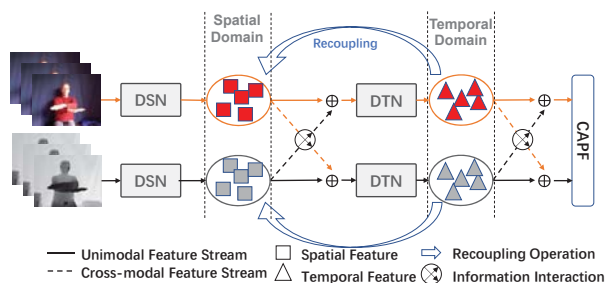 Spatial
Domain
Temporal
Domain
Recoupling
DSN
DTN
DSN
DTN
CAPF
Unimodal Feature Stream
Spatial Feature
Recoupling Operation
Cross-modal Feature Stream
Temporal Feature
Information Interaction